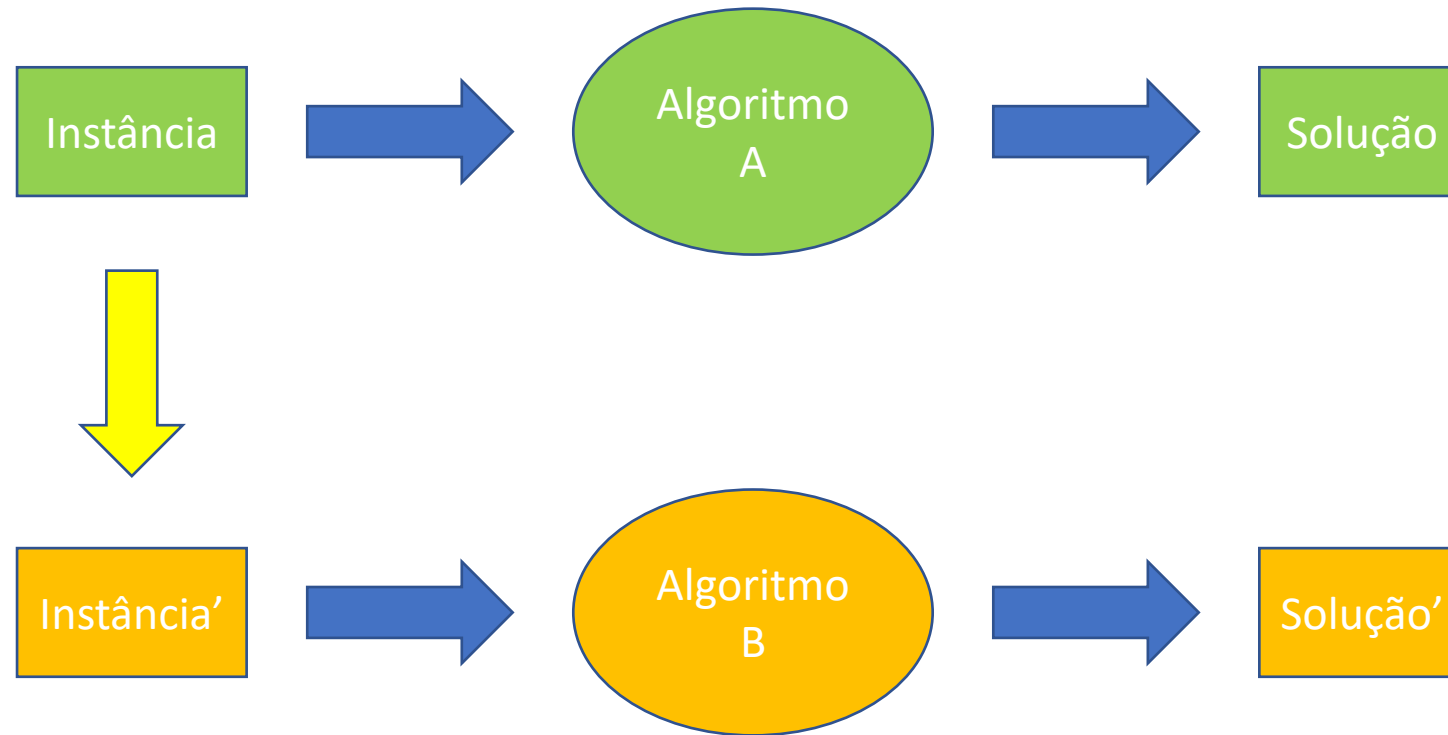 Instância
Algoritmo
A
Solução
Instância’
Algoritmo
B
Solução’